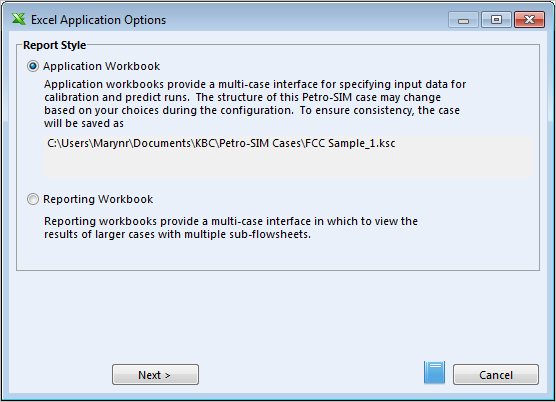 Excel Application Options
Report Style
Application Workbook
Application workbooks provide a multi-case interface for specifying input data for
calibration and predict runs.  The structure of this Petro-SIM case may change
based on your choices during the configuration.  To ensure consistency, the case
will be saved as
C:\Users\Marynr\Documents\KBC\Petro-SIM Cases\FCC Sample_1.ksc
Reporting Workbook
Reporting workbooks provide a multi-case interface in which to view the
results of larger cases with multiple sub-flowsheets.
Next >
Cancel